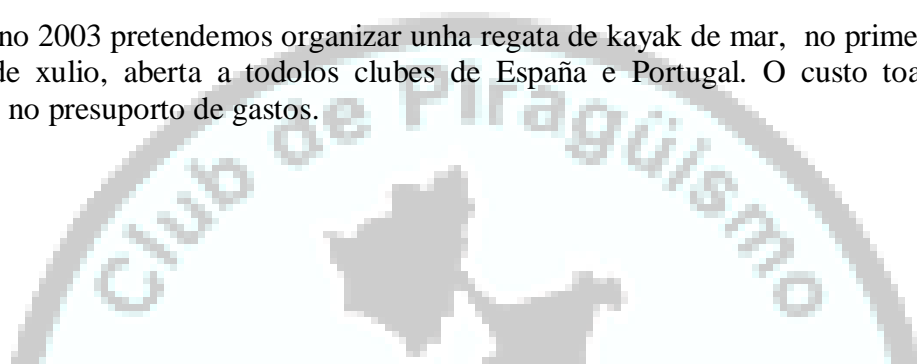 no 2003 pretendemos organizar unha regata de kayak de mar, no prime
de xulio, aberta a todolos clubes de España e Portugal. O custo toa
no presuporto de gastos.
Club de Piragüismo